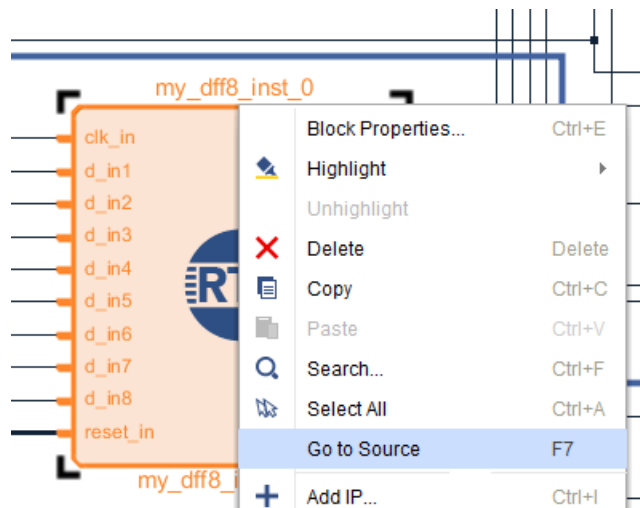 my_dff8_inst_0
clk_in
d_in1
d_in2
d_in3
d_in4
d_in5
d_in6
d_in7
d_in8
reset_in
RT
my_dff8_i
Block Properties... Ctrl+E
Highlight
Unhighlight
Delete Delete
Copy Ctrl+C
Paste Ctrl+V
Search... Ctrl+F
Select All Ctrl+A
Go to Source F7
Add IP... Ctrl+I